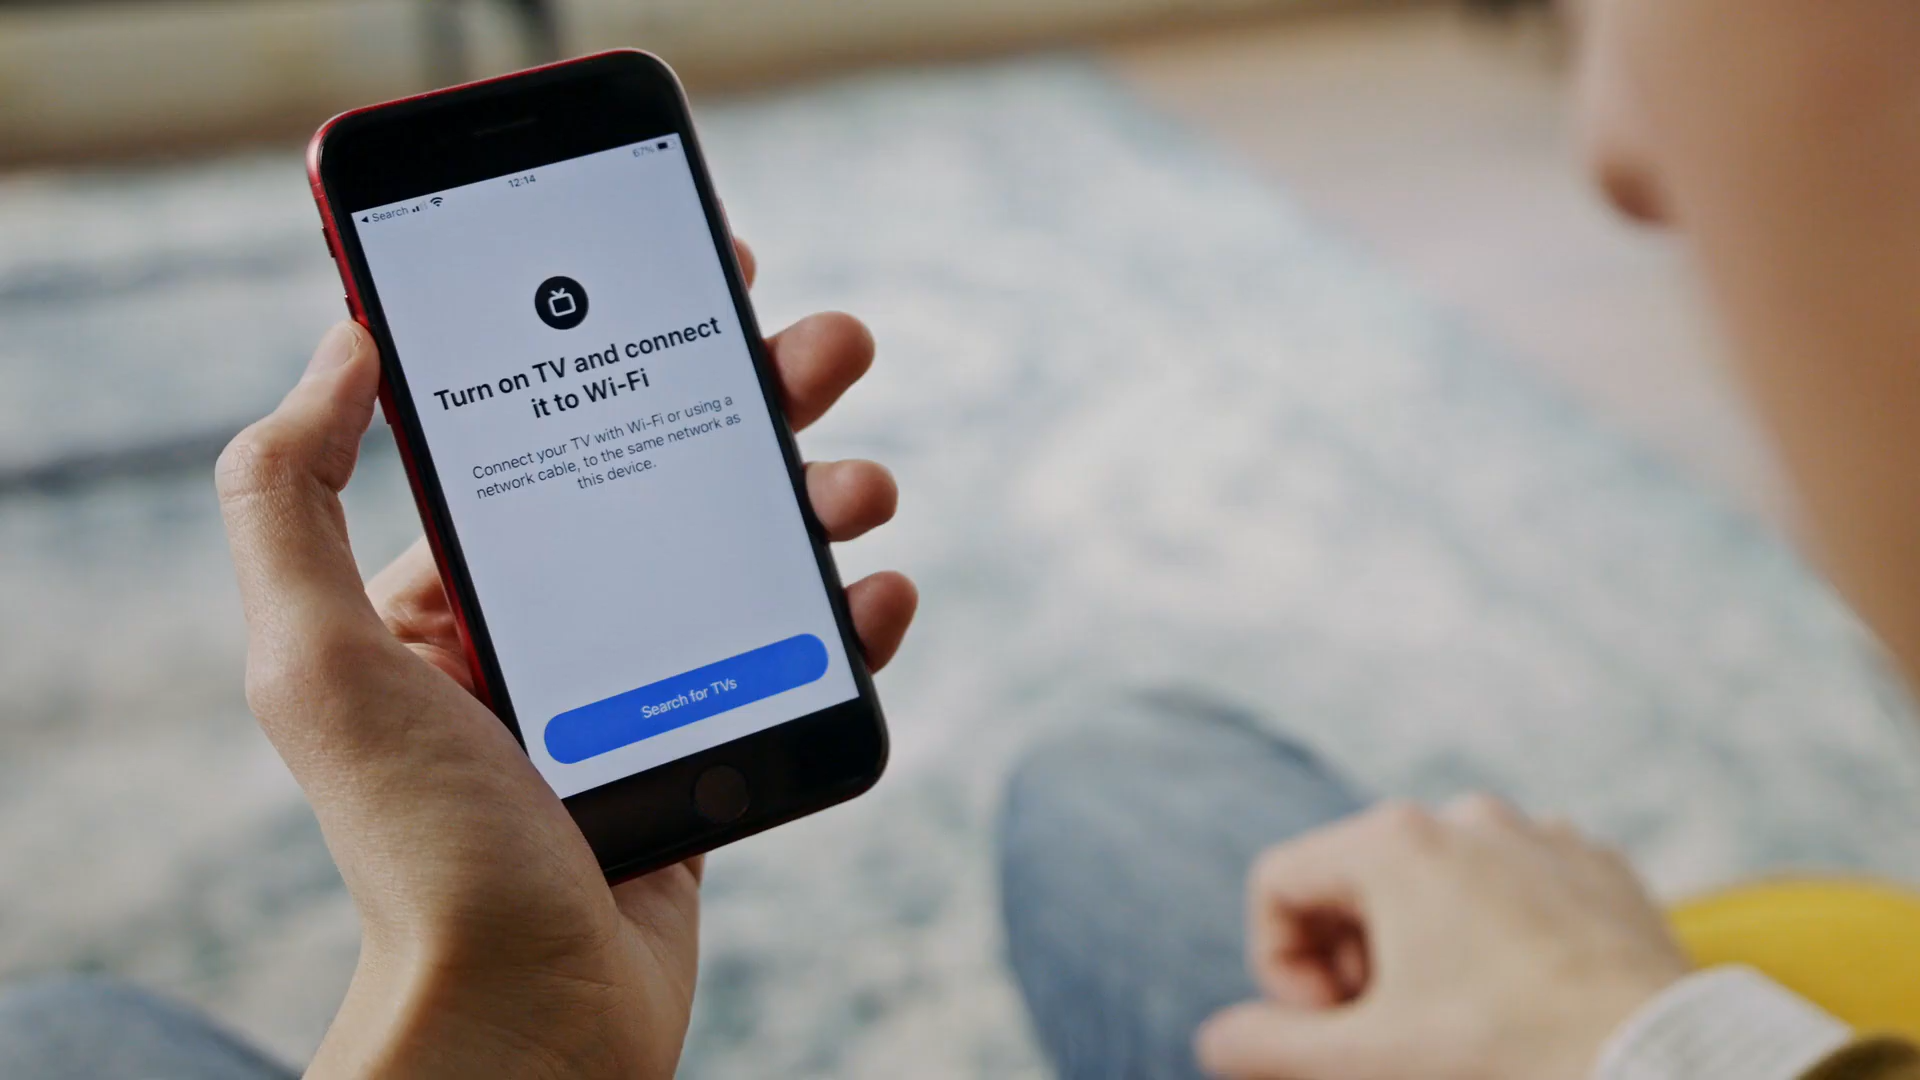 Search
12:14
67%
Turn on TV and connect
it to Wi-Fi
Connect your TV with Wi-Fi or using a
network cable, to the same network as
this device.
Search for TVs